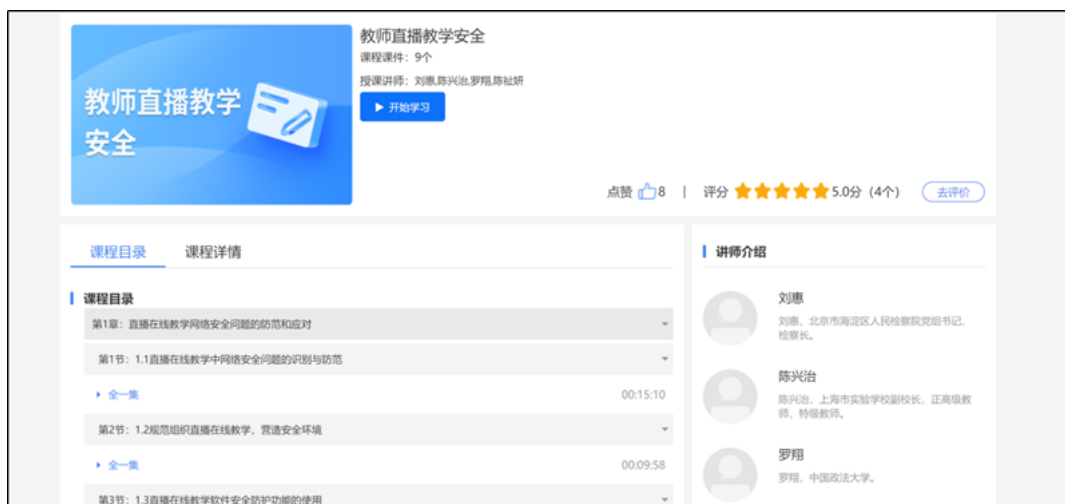 教师直播教学
安全
教师直播教学安全
课程课件：9个
授课讲师：刘惠,陈兴治,罗翔,陈祉妍
开始学习
点赞 8 | 评分 5.0分（4个） 去评价
课程目录 课程详情
课程目录
第1章：直播在线教学网络安全问题的防范和应对
第1节：1.1直播在线教学中网络安全问题的识别与防范
全一集 00:15:10
第2节：1.2规范组织直播在线教学，营造安全环境
全一集 00:09:58
第3节：1.3直播在线教学软件安全防护功能的使用
讲师介绍
刘惠
刘惠，北京市海淀区人民检察院党组书记、
检察长。
陈兴治
陈兴治，上海市实验学校副校长，正高级教
师，特级教师。
罗翔
罗翔，中国政法大学。